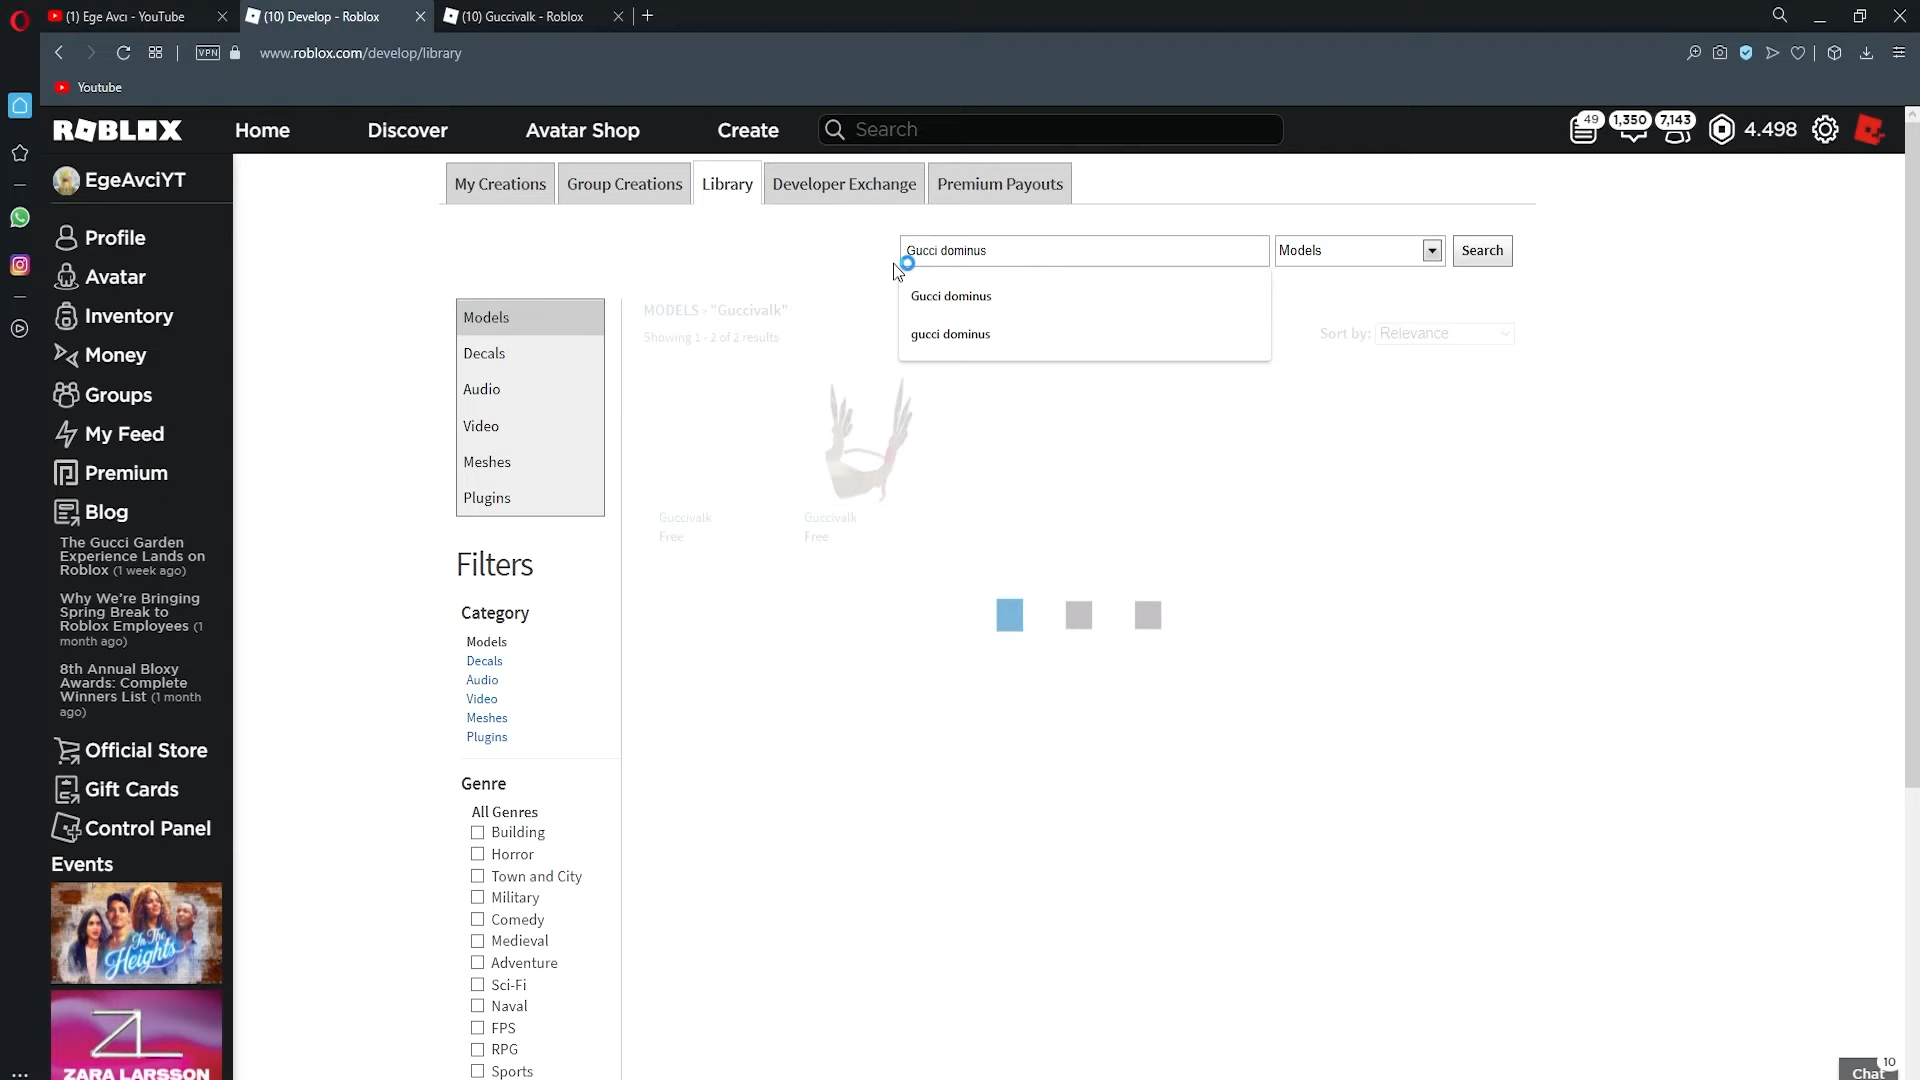 (1) Ege Avcı - YouTube
(10) Develop - Roblox
(10) Guccivalk - Roblox
VPN
www.roblox.com/develop/library
Youtube
ROBLOX
Home
Discover
Avatar Shop
Create
Search
49
1,350
7,143
4.498
EgeAvciYT
Profile
Avatar
Inventory
Money
Groups
My Feed
Premium
Blog
The Gucci Garden
Experience Lands on
Roblox (1 week ago)
Why We're Bringing
Spring Break to
Roblox Employees (1
month ago)
8th Annual Bloxy
Awards: Complete
Winners List (1 month
ago)
Official Store
Gift Cards
Control Panel
Events
In The
Heights
ZL
ZARA LARSSON
My Creations
Group Creations
Library
Developer Exchange
Premium Payouts
Gucci dominus
Models
Search
Gucci dominus
gucci dominus
Models
Decals
Audio
Video
Meshes
Plugins
MODELS › "Guccivalk"
Showing 1 - 2 of 2 results
Sort by: Relevance
Guccivalk
Free
Guccivalk
Free
Filters
Category
Models
Decals
Audio
Video
Meshes
Plugins
Genre
All Genres
Building
Horror
Town and City
Military
Comedy
Medieval
Adventure
Sci-Fi
Naval
FPS
RPG
Sports
Chat
10